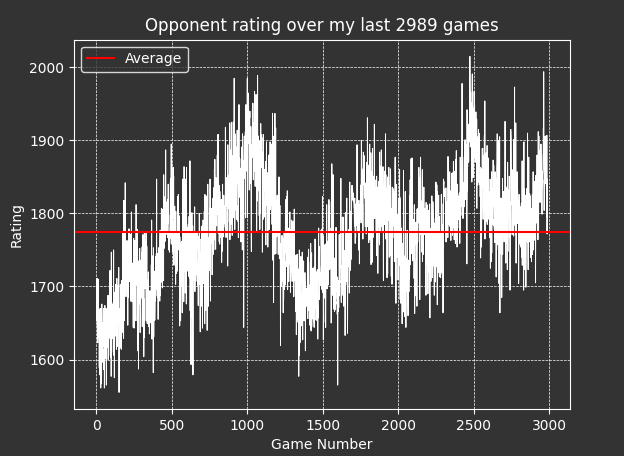 Opponent rating over my last 2989 games
Average
2000
1900
1800
1700
1600
Rating
0 500 1000 1500 2000 2500 3000
Game Number